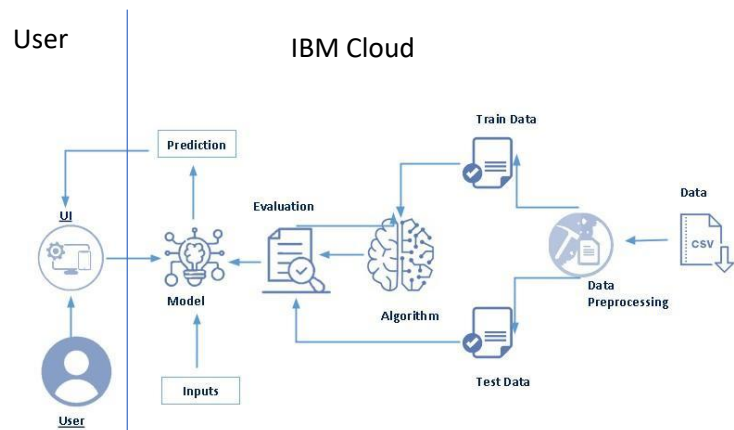 User
IBM Cloud
Train Data
Prediction
Data
Evaluation
UI
CSV
Model
Algorithm
Data
Preprocessing
Test Data
Inputs
User